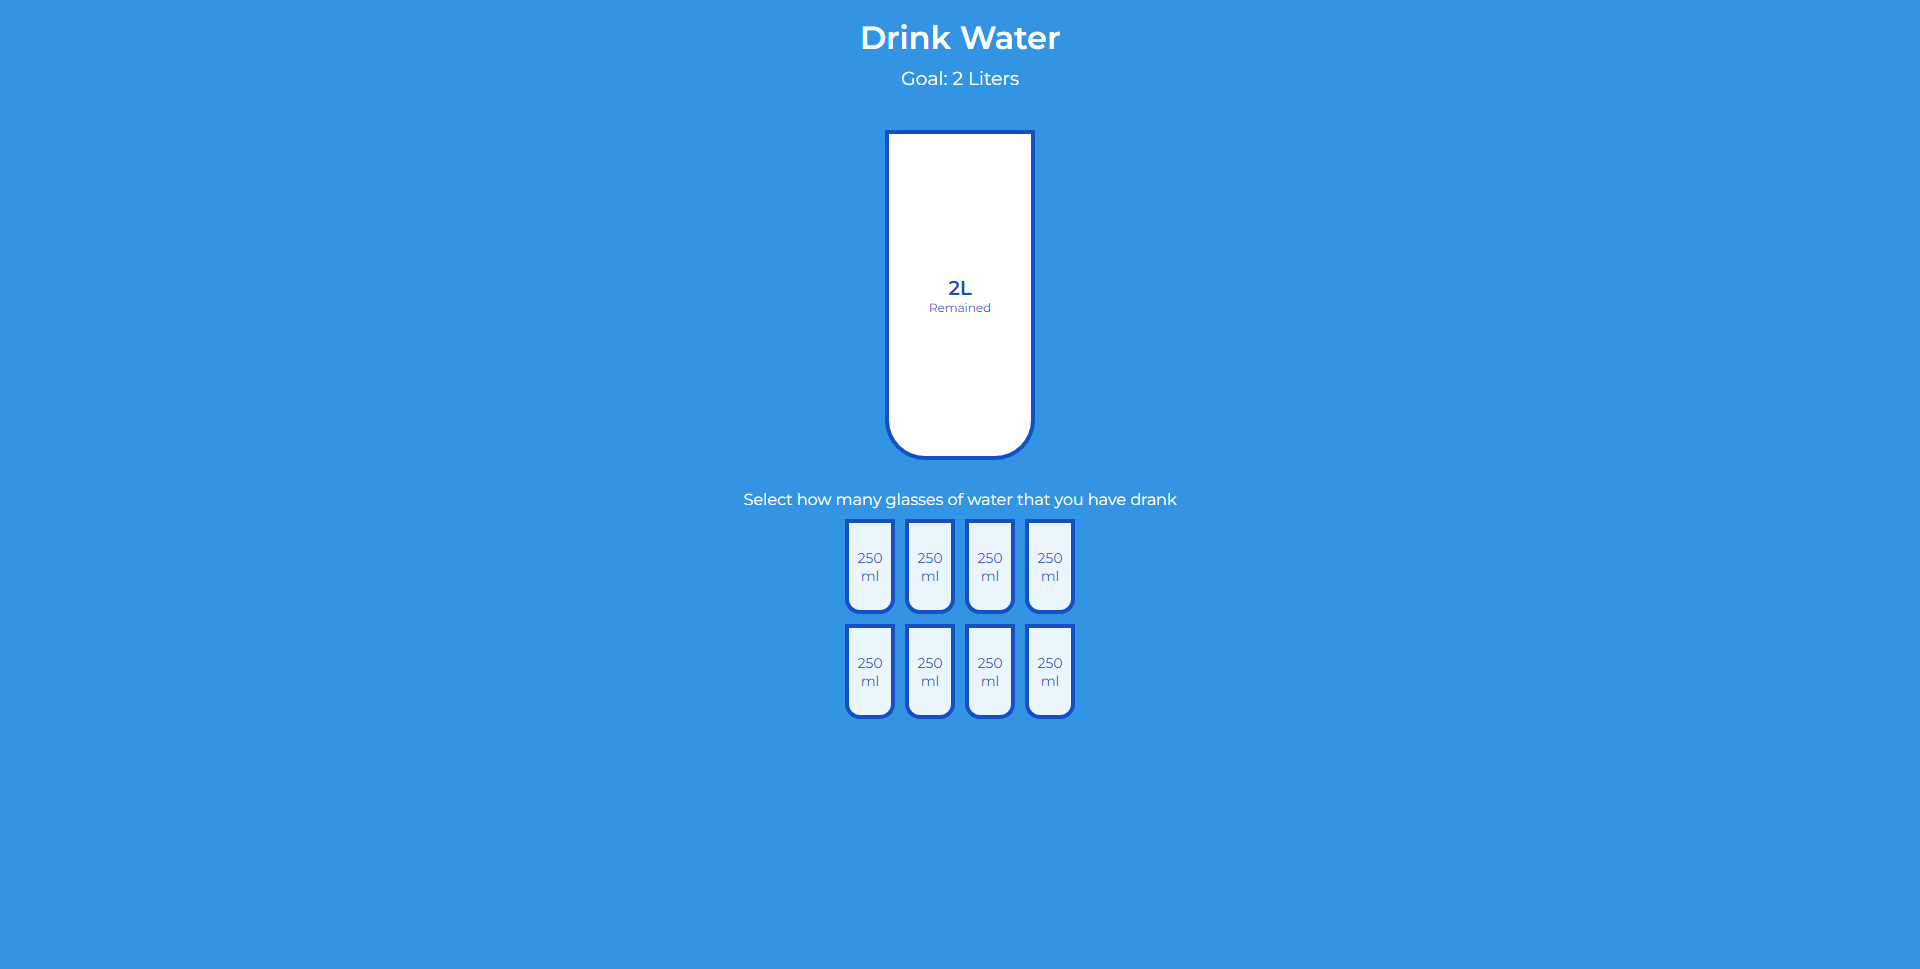 Drink Water
Goal: 2 Liters
2L
Remained
Select how many glasses of water that you have drank
250 250 250 250
ml ml ml ml
250 250 250 250
ml ml ml ml